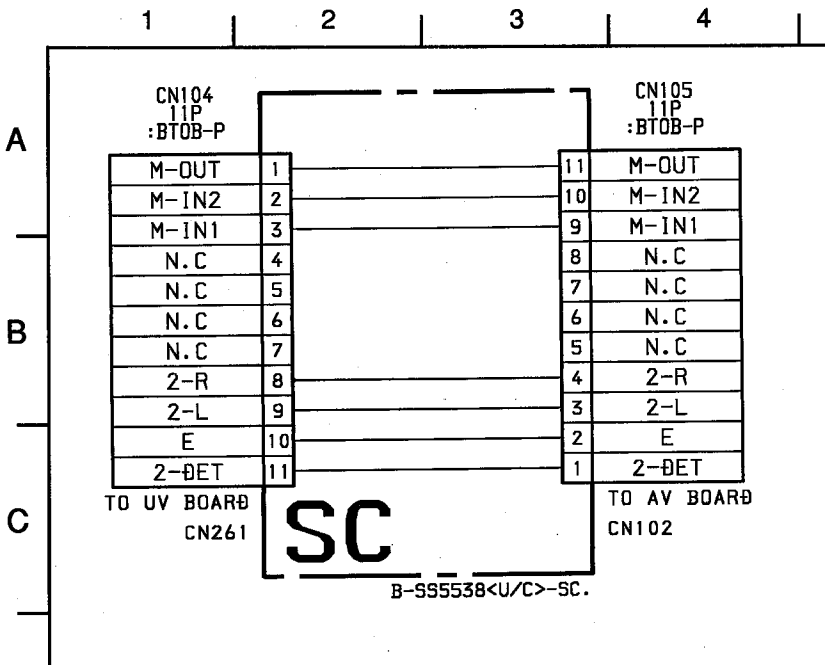 1 2 3 4
A
B
C
CN104
11P
:BTOB-P
M-OUT 1
M-IN2 2
M-IN1 3
N.C 4
N.C 5
N.C 6
N.C 7
2-R 8
2-L 9
E 10
2-DET 11
TO UV BOARD
CN261
CN105
11P
:BTOB-P
11 M-OUT
10 M-IN2
9 M-IN1
8 N.C
7 N.C
6 N.C
5 N.C
4 2-R
3 2-L
2 E
1 2-DET
TO AV BOARD
CN102
SC
B-SS5538<U/C>-SC.